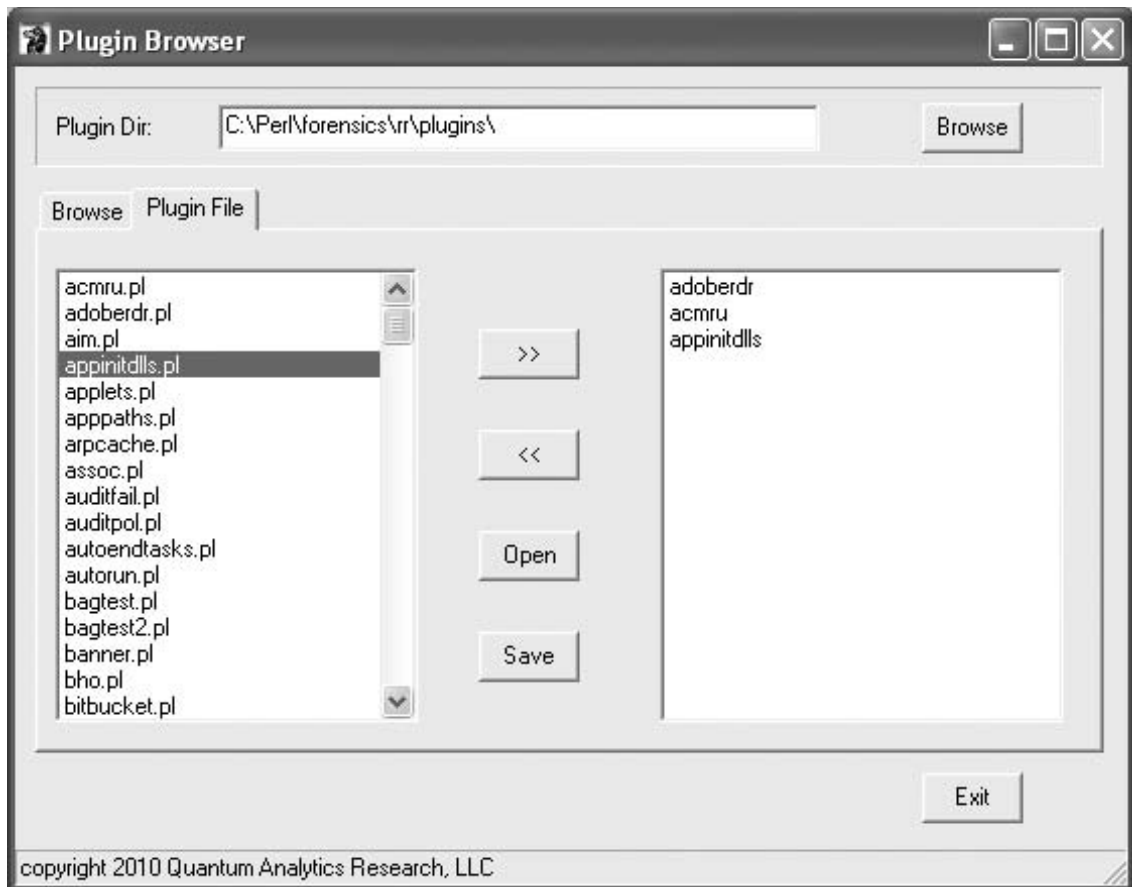 Plugin Browser
Plugin Dir: C:\Perl\forensics\rr\plugins\ Browse
Browse Plugin File
acmru.pl
adoberdr.pl
aim.pl
appinitdlls.pl
applets.pl
apppaths.pl
arpcache.pl
assoc.pl
auditfail.pl
auditpol.pl
autoendtasks.pl
autorun.pl
bagtest.pl
bagtest2.pl
banner.pl
bho.pl
bitbucket.pl
>>
<<
Open
Save
adoberdr
acmru
appinitdlls
Exit
copyright 2010 Quantum Analytics Research, LLC